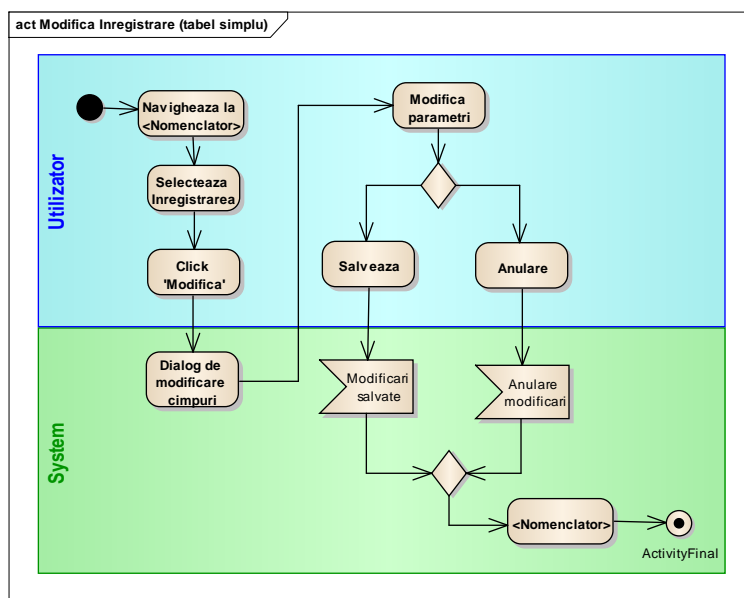 act Modifica Inregistrare (tabel simplu)
Utilizator
Navigheaza la
<Nomenclator>
Selecteaza
Inregistrarea
Click
'Modifica'
Modifica
parametri
Salveaza
Anulare
System
Dialog de
modificare
cimpuri
Modificari
salvate
Anulare
modificari
<Nomenclator>
ActivityFinal